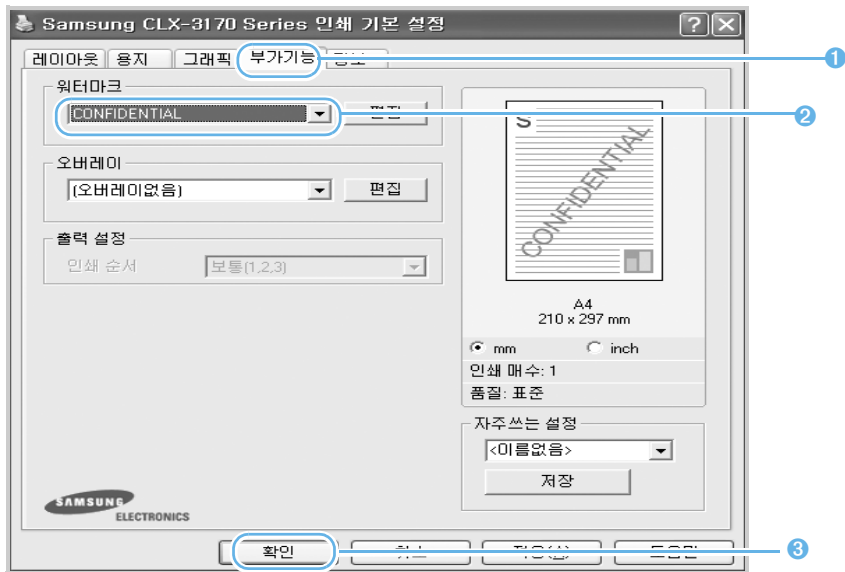 Samsung CLX-3170 Series 인쇄 기본 설정
레이아웃 용지 그래픽 부가기능
1
워터마크
CONFIDENTIAL
2
오버레이
(오버레이없음) 편집
출력 설정
인쇄 순서 보통(1,2,3)
S
CONFIDENTIAL
A4
210 x 297 mm
mm inch
인쇄 매수: 1
품질: 표준
자주쓰는 설정
<이름없음>
저장
SAMSUNG
ELECTRONICS
확인
3